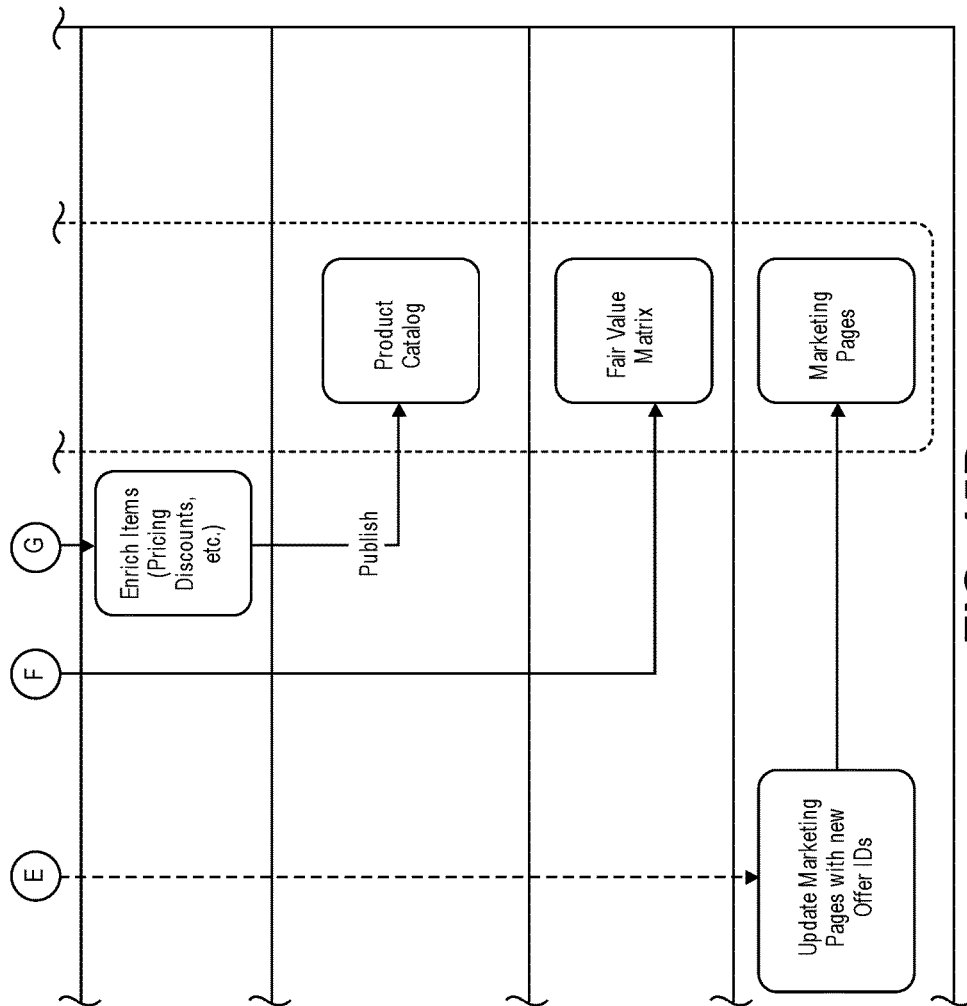 G
F
E
Enrich Items
(Pricing
Discounts,
etc.)
Publish
Product
Catalog
Fair Value
Matrix
Marketing
Pages
Update Marketing
Pages with new
Offer IDs